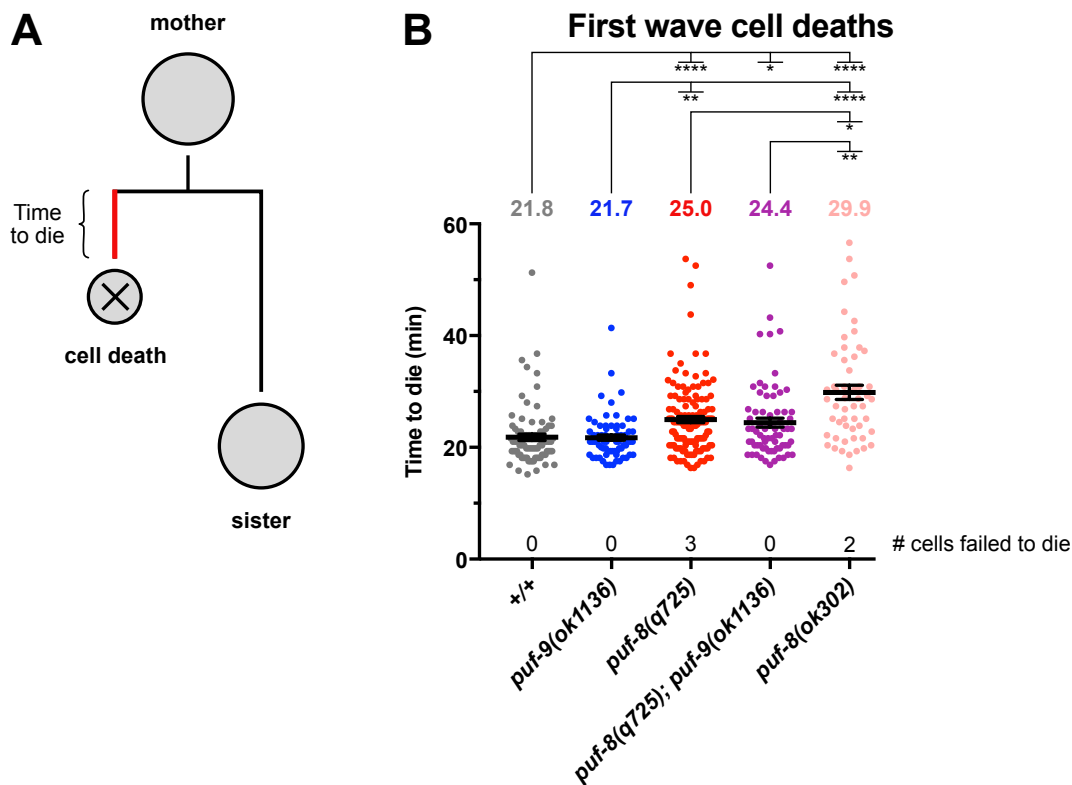 A
mother
Time
to die
cell death
sister
B
First wave cell deaths
**** * ****
** ****
*
**
21.8 21.7 25.0 24.4 29.9
Time to die (min)
60
40
20
0
0 0 3 0 2 # cells failed to die
+/+
puf-9(ok1136)
puf-8(q725)
puf-8(q725); puf-9(ok1136)
puf-8(ok302)